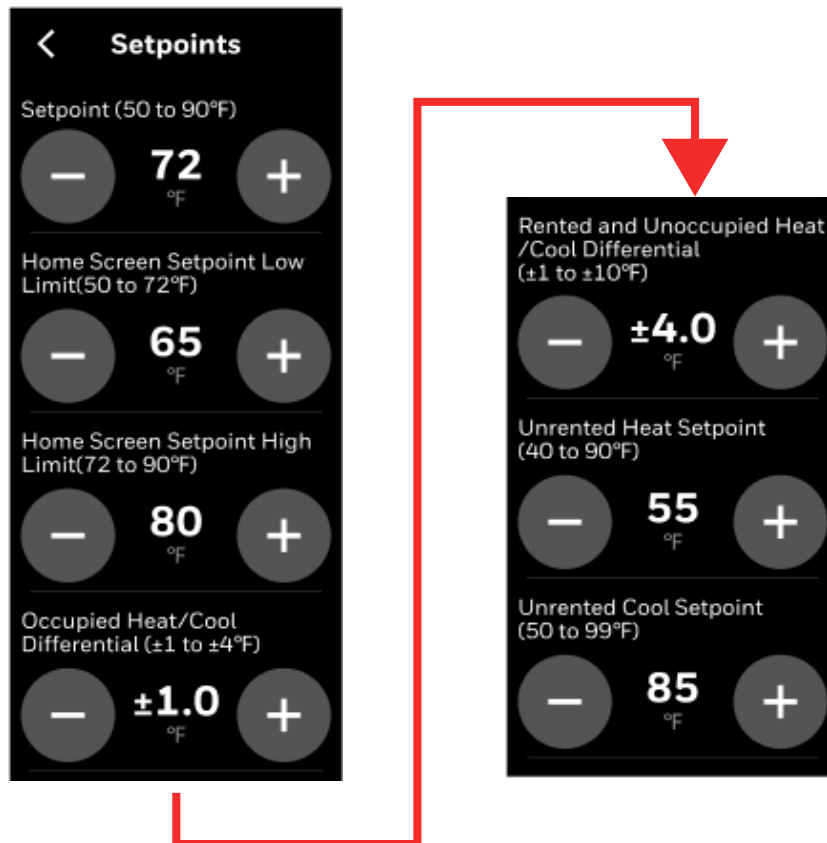 Setpoints
Setpoint (50 to 90°F)
72
°F
Home Screen Setpoint Low
Limit(50 to 72°F)
65
°F
Home Screen Setpoint High
Limit(72 to 90°F)
80
°F
Occupied Heat/Cool
Differential (±1 to ±4°F)
±1.0
°F
Rented and Unoccupied Heat
/Cool Differential
(±1 to ±10°F)
±4.0
°F
Unrented Heat Setpoint
(40 to 90°F)
55
°F
Unrented Cool Setpoint
(50 to 99°F)
85
°F